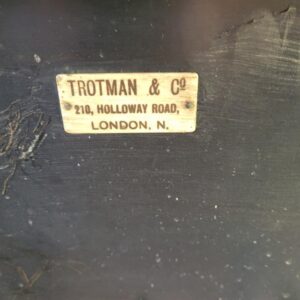 TROTMAN & Cº
210, HOLLOWAY ROAD,
LONDON, N.